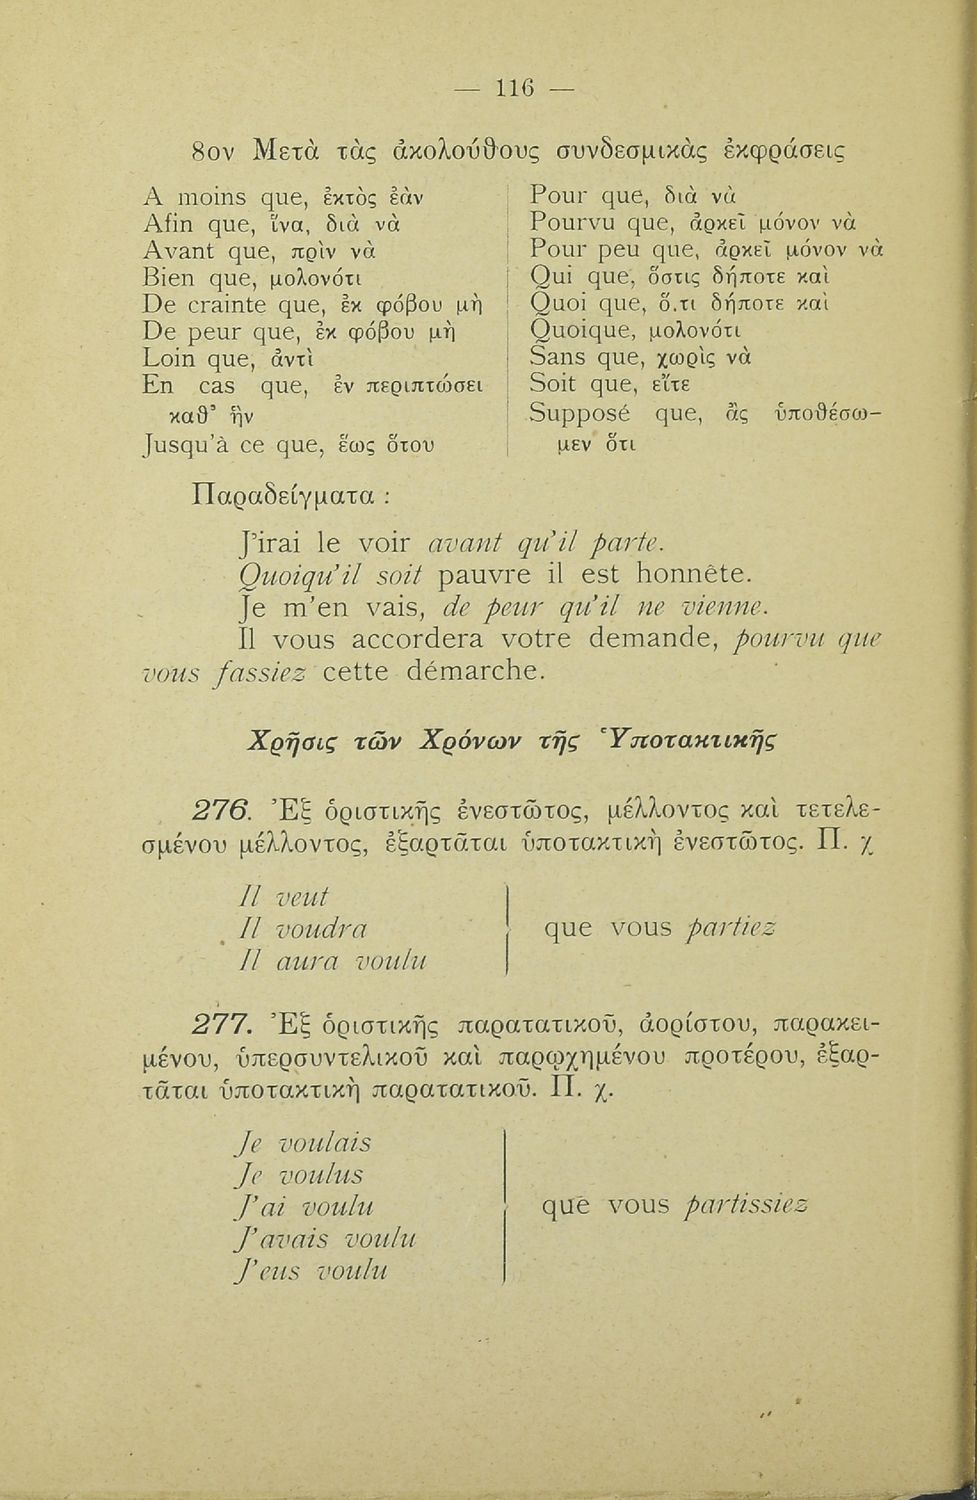 — 116 —
8ον Μετὰ τὰς ἀκολούθους συνδεσμικὰς ἐκφράσεις
A moins que, ἐκτὸς ἐὰν
Afin que, ἵνα, διὰ νὰ
Avant que, πρὶν νὰ
Bien que, μολονότι
De crainte que, ἐκ φόβου μὴ
De peur que, ἐκ φόβου μὴ
Loin que, ἀντὶ
En cas que, ἐν περιπτώσει
καθ’ ἣν
Jusqu’à ce que, ἕως ὅτου
Pour que, διὰ νὰ
Pourvu que, ἀρκεῖ μόνον νὰ
Pour peu que, ἀρκεῖ μόνον νὰ
Qui que, ὅστις δήποτε καὶ
Quoi que, ὅ.τι δήποτε καὶ
Quoique, μολονότι
Sans que, χωρὶς νὰ
Soit que, εἴτε
Supposé que, ἂς ὑποθέσω-
μεν ὅτι
Παραδείγματα :
J’irai le voir avant qu’il parte.
Quoiqu’il soit pauvre il est honnête.
Je m’en vais, de peur qu’il ne vienne.
Il vous accordera votre demande, pourvu que
vous fassiez cette démarche.
Χρῆσις τῶν Χρόνων τῆς Ὑποτακτικῆς
276. Ἐξ ὁριστικῆς ἐνεστῶτος, μέλλοντος καὶ τετελε-
σμένου μέλλοντος, ἐξαρτᾶται ὑποτακτικὴ ἐνεστῶτος. Π. χ
Il veut
Il voudra
Il aura voulu
que vous partiez
277. Ἐξ ὁριστικῆς παρατατικοῦ, ἀορίστου, παρακει-
μένου, ὑπερσυντελικοῦ καὶ παρῳχημένου προτέρου, ἐξαρ-
τᾶται ὑποτακτικὴ παρατατικοῦ. Π. χ.
Je voulais
Je voulus
J’ai voulu
J’avais voulu
J’eus voulu
que vous partissiez